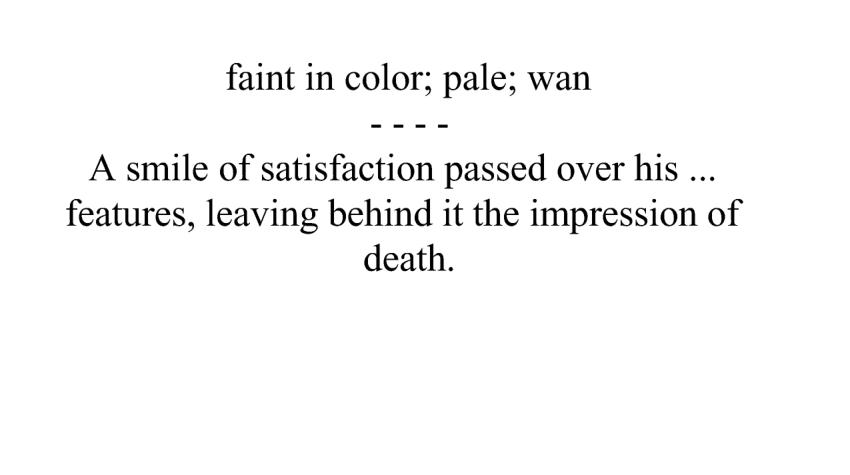 faint in color; pale; wan
- - - -
A smile of satisfaction passed over his ...
features, leaving behind it the impression of
death.